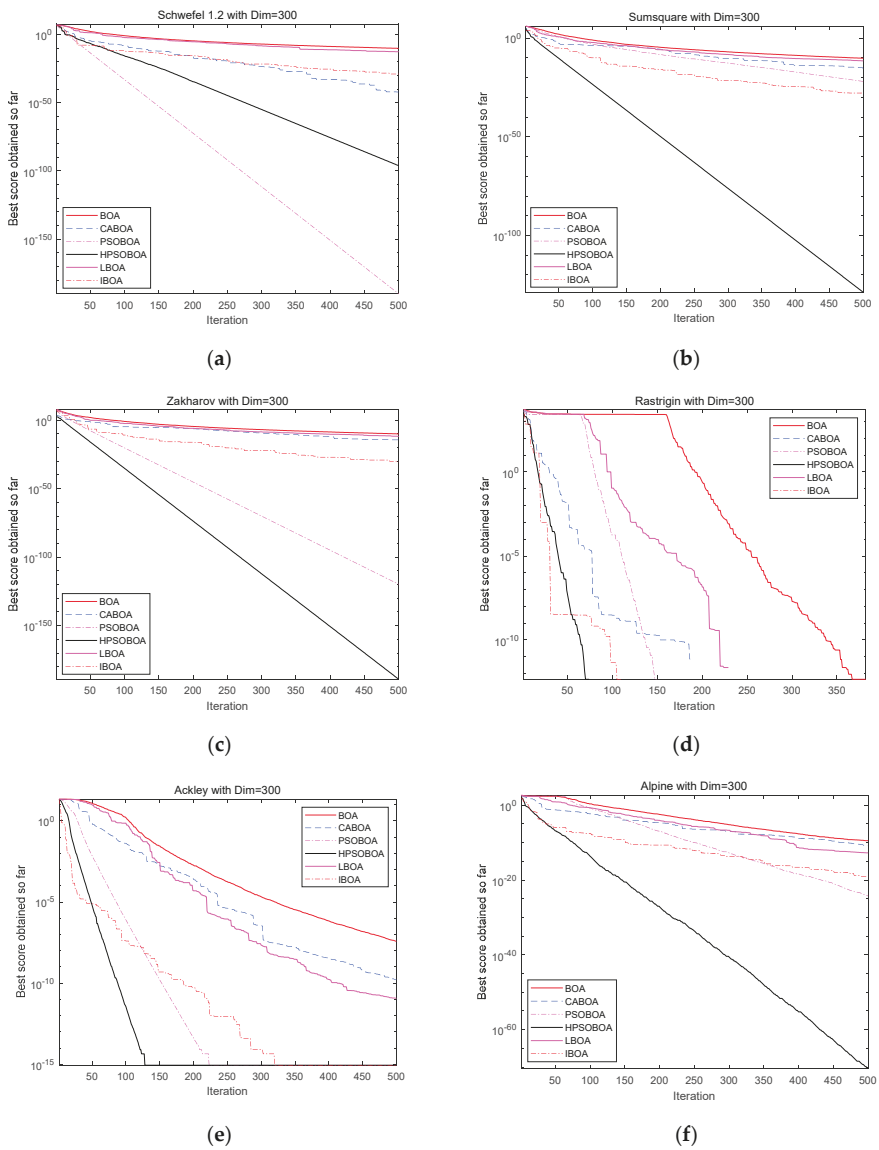 Schwefel 1.2 with Dim=300
Best score obtained so far
10^0
10^-50
10^-100
10^-150
BOA
CABOA
PSOBOA
HPSOBOA
LBOA
IBOA
50 100 150 200 250 300 350 400 450 500
Iteration
(a)
Sumsquare with Dim=300
Best score obtained so far
10^0
10^-50
10^-100
BOA
CABOA
PSOBOA
HPSOBOA
LBOA
IBOA
50 100 150 200 250 300 350 400 450 500
Iteration
(b)
Zakharov with Dim=300
Best score obtained so far
10^0
10^-50
10^-100
10^-150
BOA
CABOA
PSOBOA
HPSOBOA
LBOA
IBOA
50 100 150 200 250 300 350 400 450 500
Iteration
(c)
Rastrigin with Dim=300
Best score obtained so far
10^0
10^-5
10^-10
BOA
CABOA
PSOBOA
HPSOBOA
LBOA
IBOA
50 100 150 200 250 300 350
Iteration
(d)
Ackley with Dim=300
Best score obtained so far
10^0
10^-5
10^-10
10^-15
BOA
CABOA
PSOBOA
HPSOBOA
LBOA
IBOA
50 100 150 200 250 300 350 400 450 500
Iteration
(e)
Alpine with Dim=300
Best score obtained so far
10^0
10^-20
10^-40
10^-60
BOA
CABOA
PSOBOA
HPSOBOA
LBOA
IBOA
50 100 150 200 250 300 350 400 450 500
Iteration
(f)